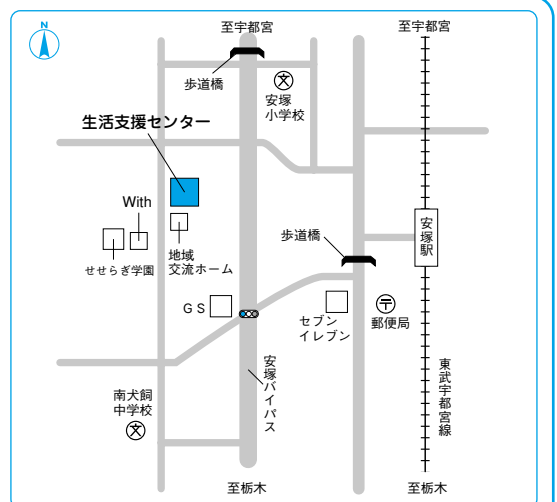 N
至宇都宮
至宇都宮
歩道橋
安塚
小学校
生活支援センター
With
せせらぎ学園
地域
交流ホーム
歩道橋
安塚駅
ＧＳ
セブン
イレブン
〒
郵便局
安塚バイパス
東武宇都宮線
南犬飼
中学校
文
文
至栃木
至栃木